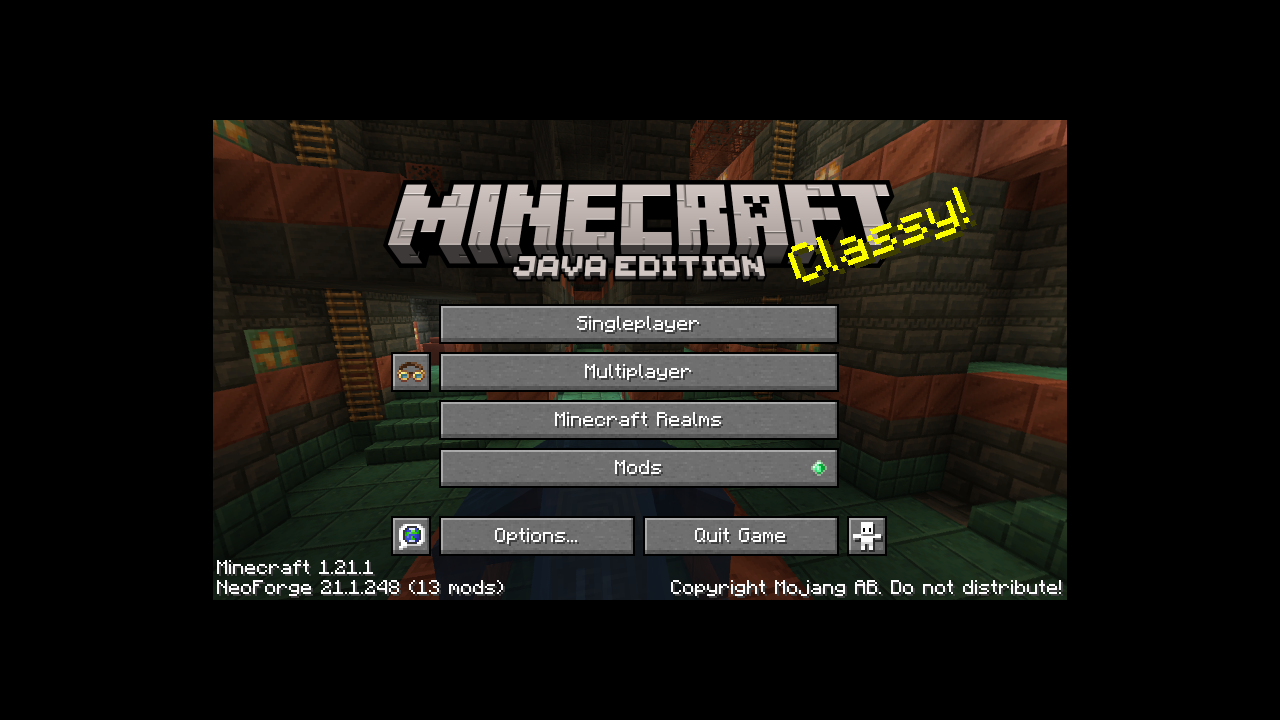 MINECRAFT
JAVA EDITION
Classy!
Singleplayer
Multiplayer
Minecraft Realms
Mods
Options...
Quit Game
Minecraft 1.21.1
NeoForge 21.1.248 (13 mods)
Copyright Mojang AB. Do not distribute!